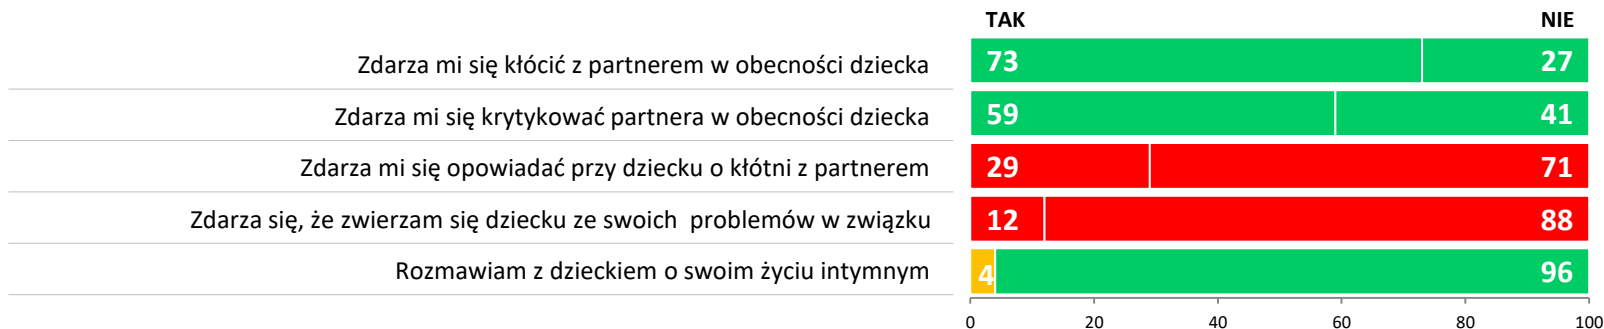 TAK NIE
Zdarza mi się kłócić z partnerem w obecności dziecka 73 27
Zdarza mi się krytykować partnera w obecności dziecka 59 41
Zdarza mi się opowiadać przy dziecku o kłótni z partnerem 29 71
Zdarza się, że zwierzam się dziecku ze swoich  problemów w związku 12 88
Rozmawiam z dzieckiem o swoim życiu intymnym 4 96
0 20 40 60 80 100